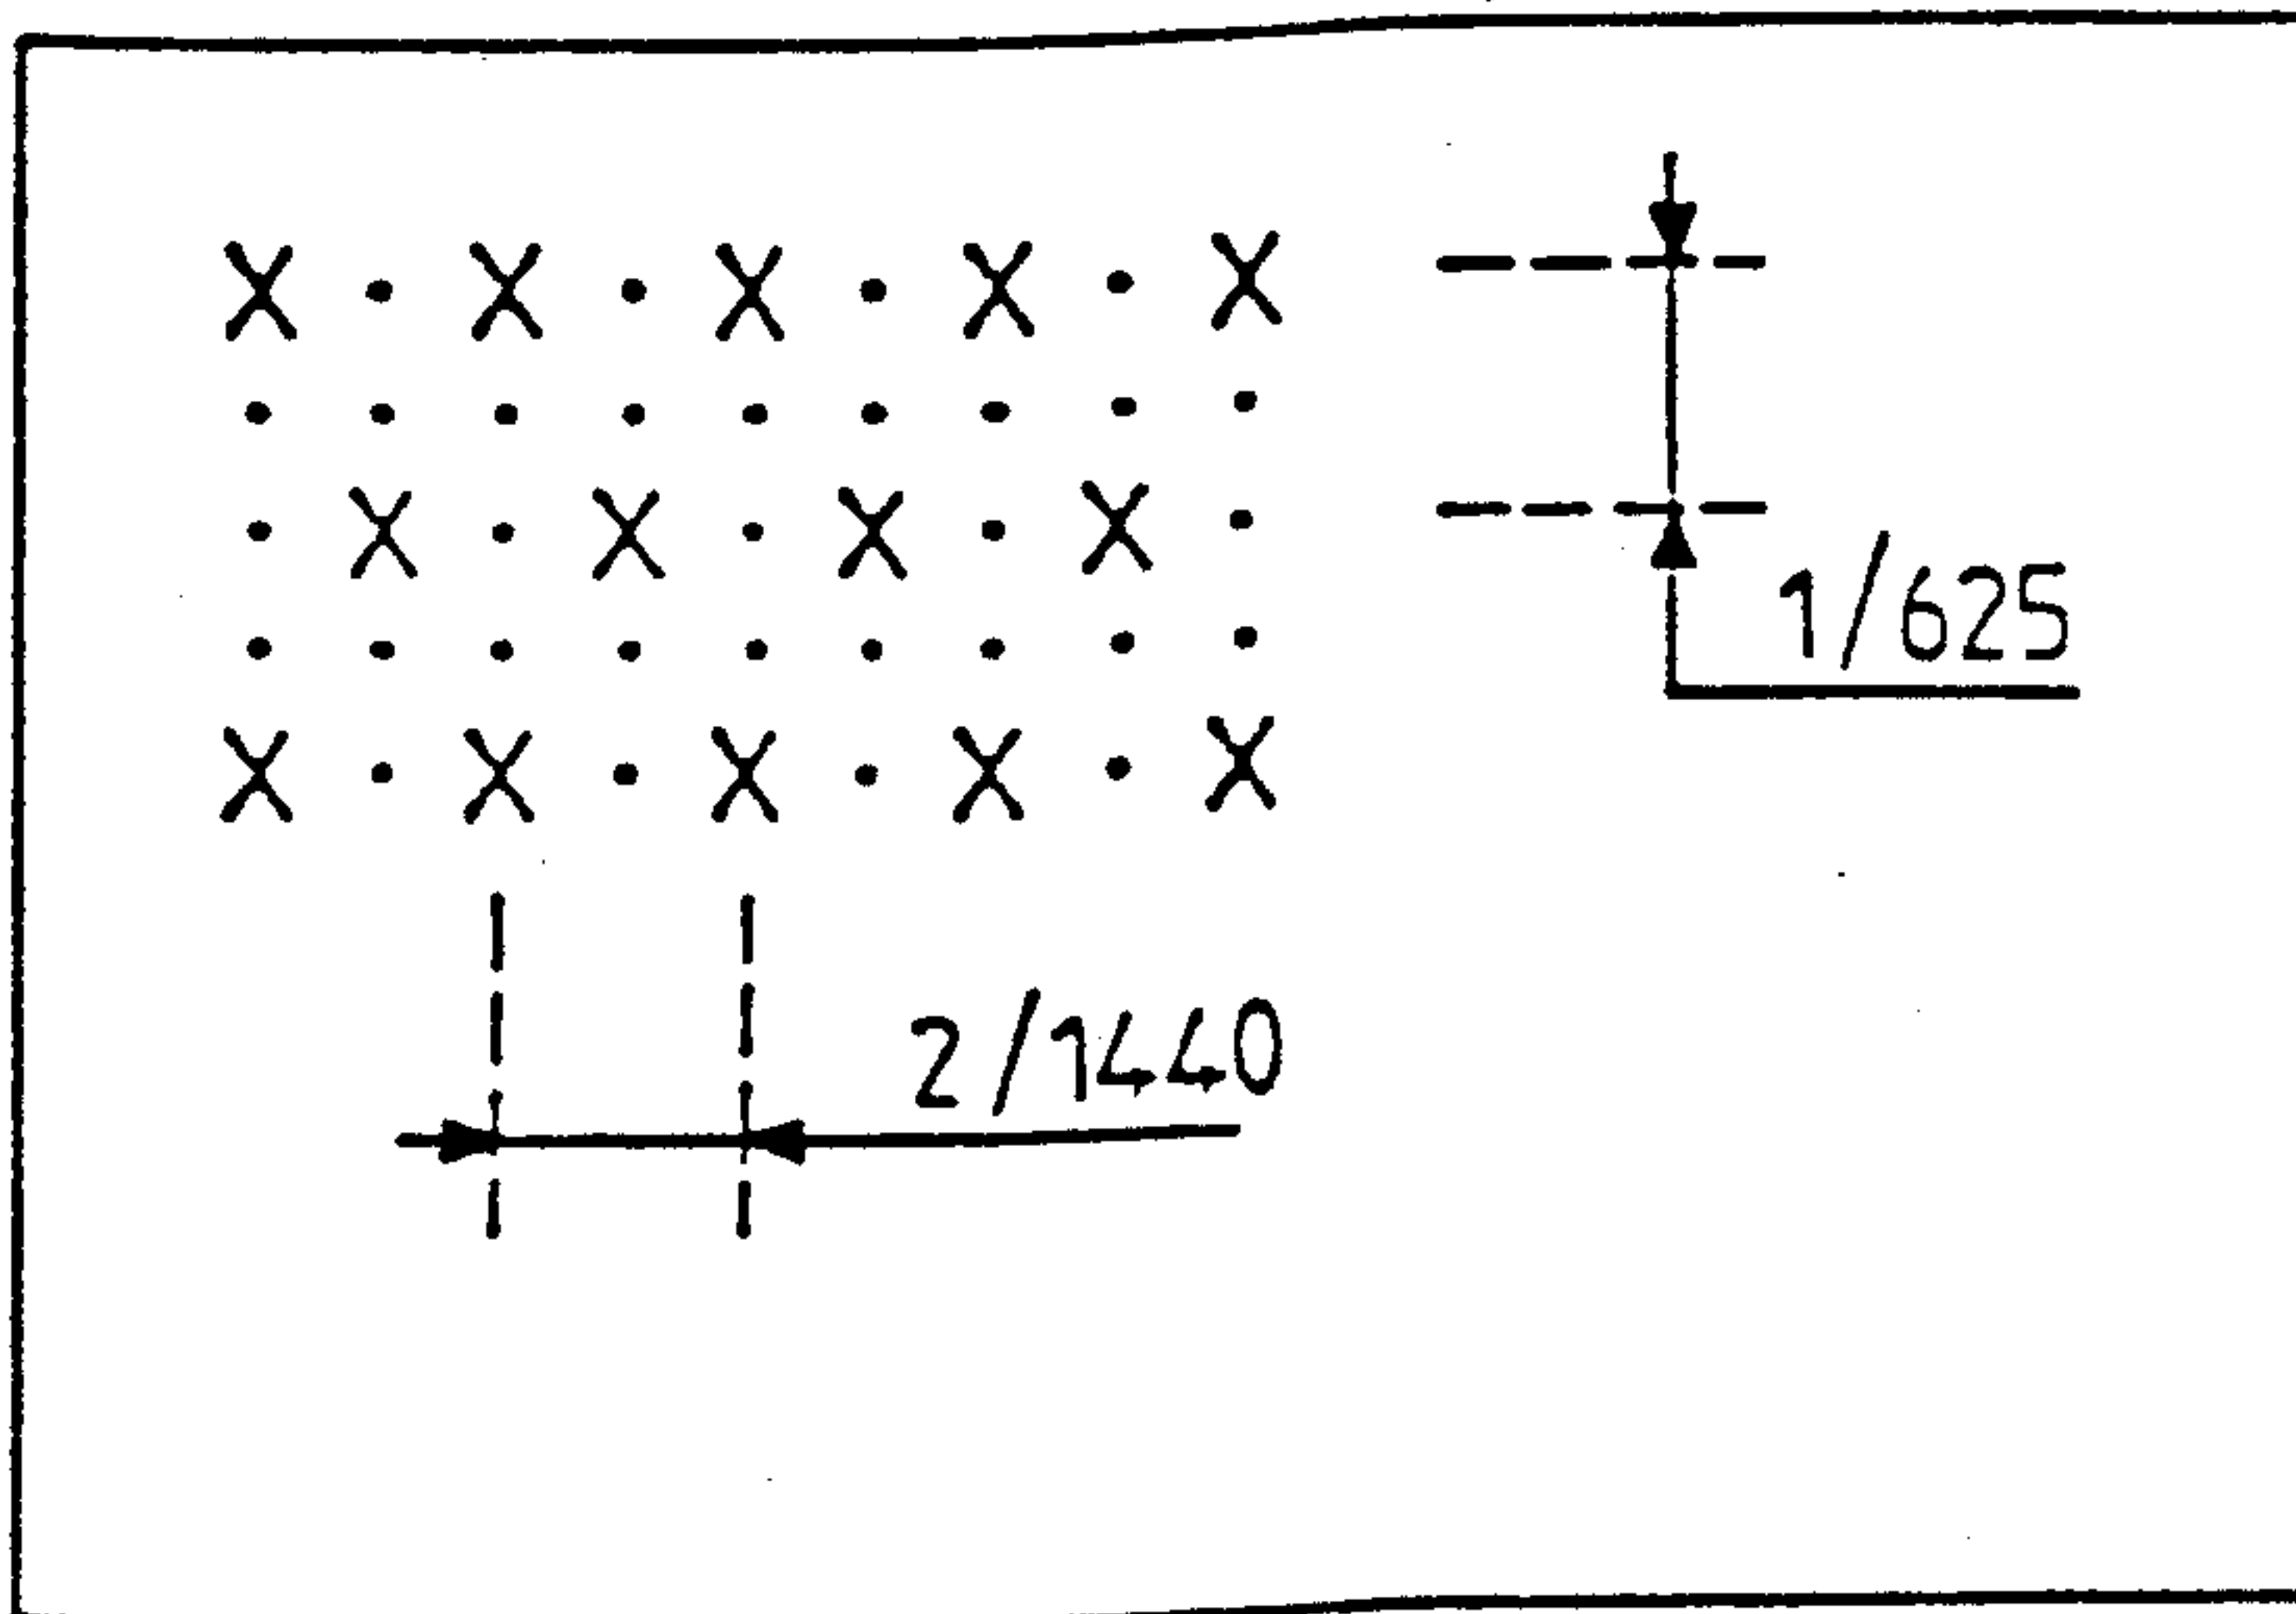 X . X . X . X . X
. . . . . . . . .
. X . X . X . X .
. . . . . . . . .
X . X . X . X . X
1/625
2/1440